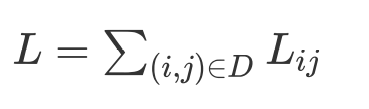 L = ∑_{(i,j)∈D} L_{ij}